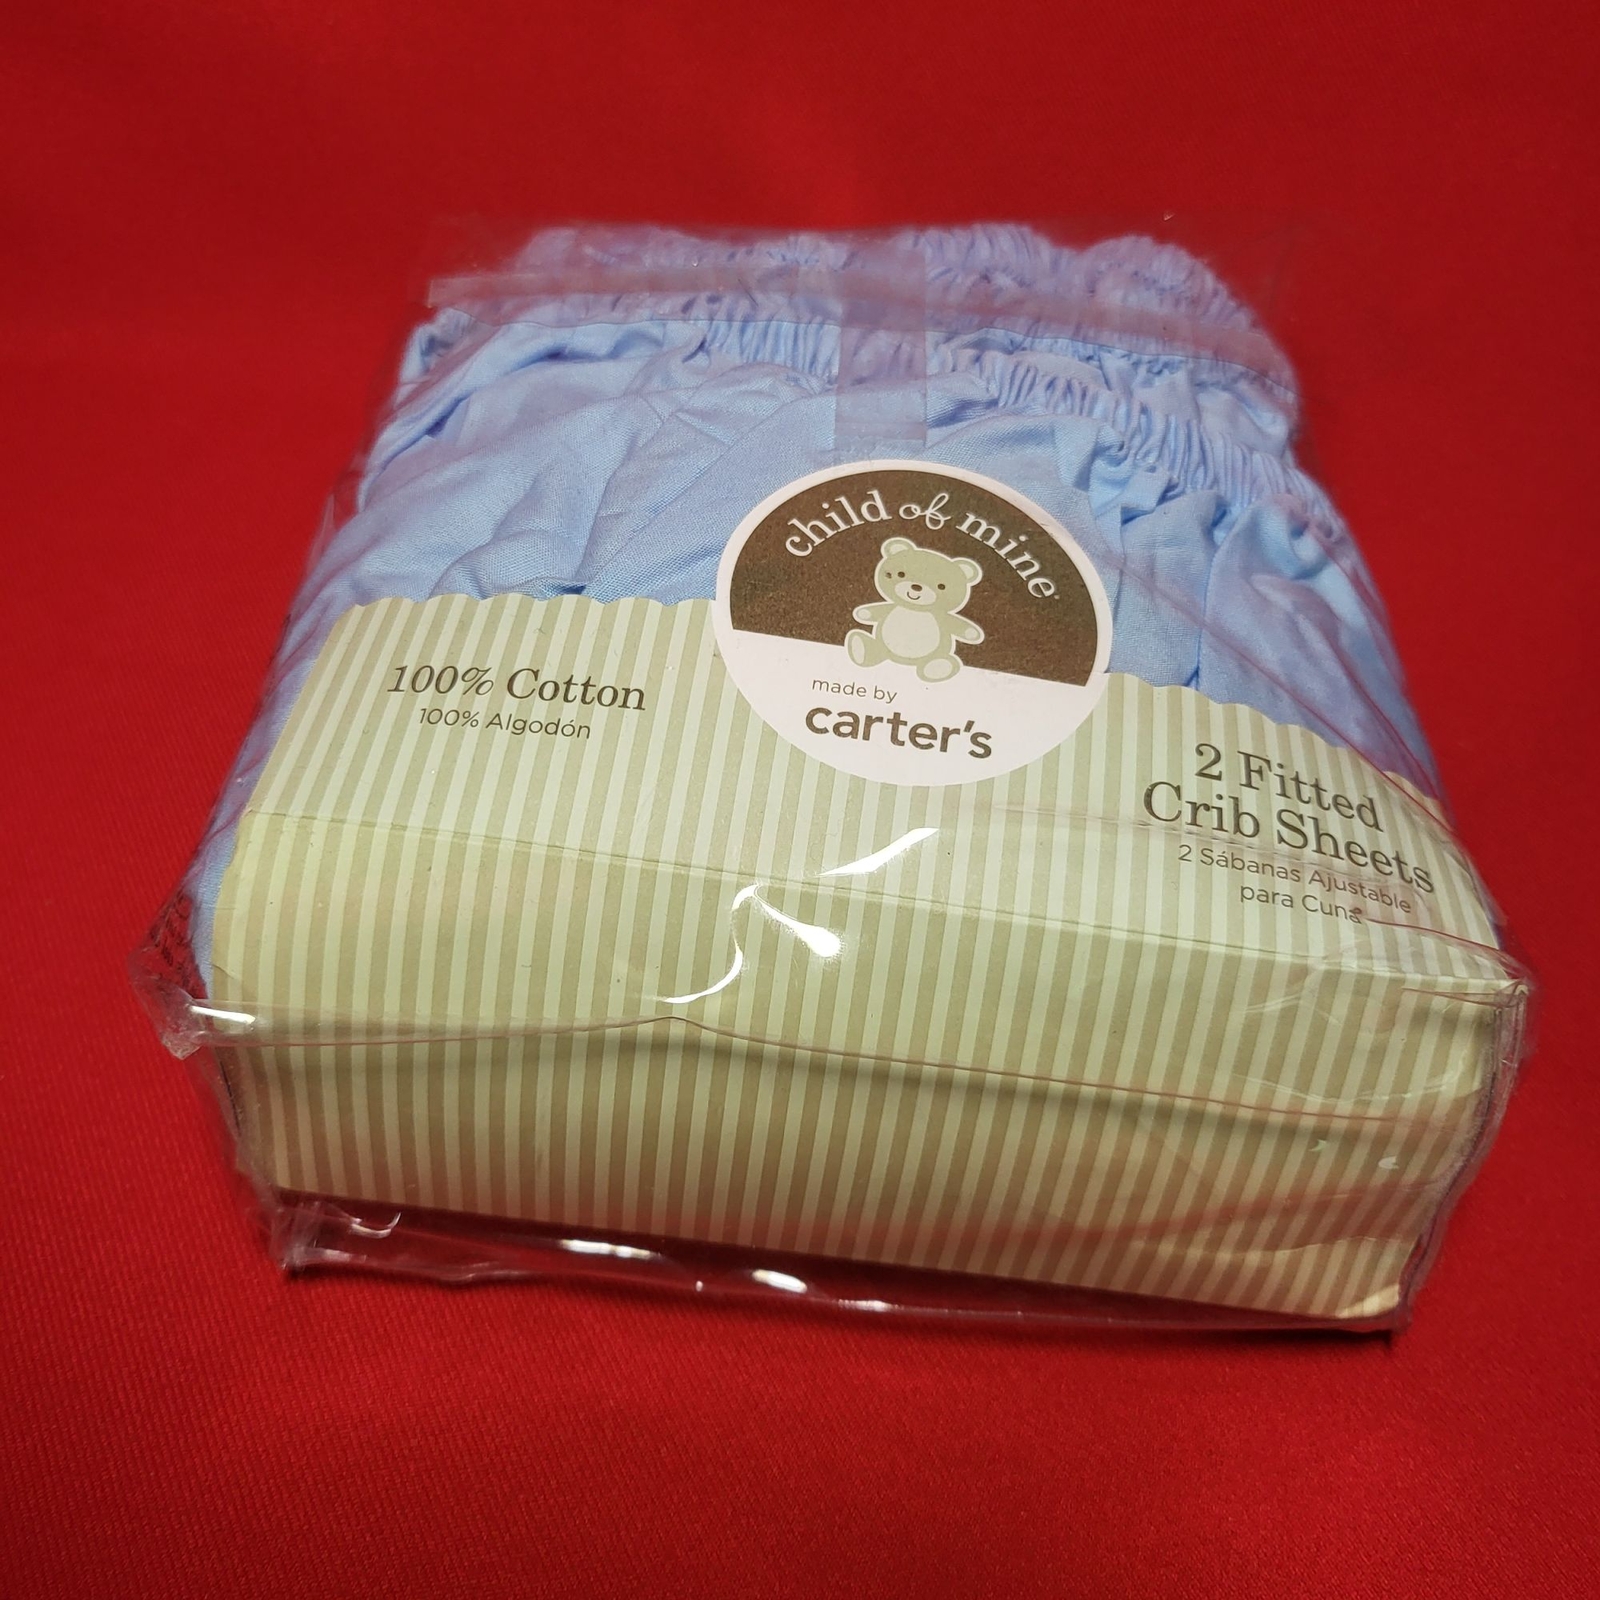 child of mine
made by
carter's
100% Cotton
100% Algodón
2 Fitted
Crib Sheets
2 Sábanas Ajustable
para Cuna